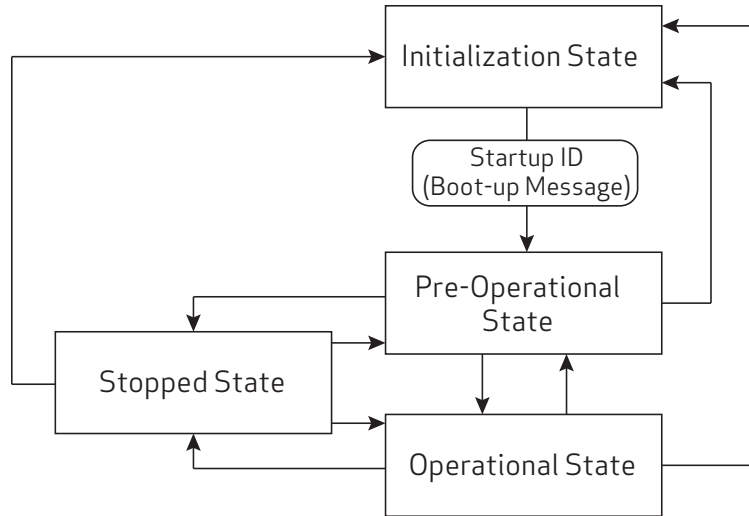 Initialization State
Startup ID
(Boot-up Message)
Pre-Operational
State
Stopped State
Operational State